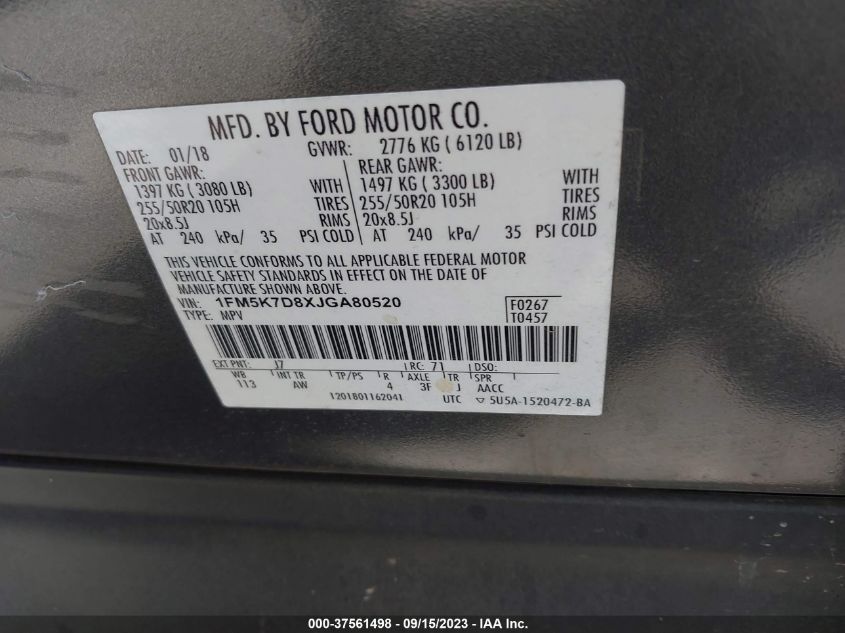 MFD. BY FORD MOTOR CO.
DATE: 01/18 GVWR: 2776 KG ( 6120 LB)
FRONT GAWR: REAR GAWR:
1397 KG ( 3080 LB) WITH 1497 KG ( 3300 LB) WITH
255/50R20 105H TIRES 255/50R20 105H TIRES
20x8.5J RIMS 20x8.5J RIMS
AT 240 kPa/ 35 PSI COLD AT 240 kPa/ 35 PSI COLD
THIS VEHICLE CONFORMS TO ALL APPLICABLE FEDERAL MOTOR
VEHICLE SAFETY STANDARDS IN EFFECT ON THE DATE OF
MANUFACTURE SHOWN ABOVE.
VIN: 1FM5K7D8XJGA80520 F0267
TYPE: MPV T0457
EXT PNT: J7 RC: 71 DSO:
WB INT TR TP/PS R AXLE TR SPR
113 AW 4 3F J AACC
1201801162041 UTC ▽ 5U5A-1520472-BA
000-37561498 - 09/15/2023 - IAA Inc.